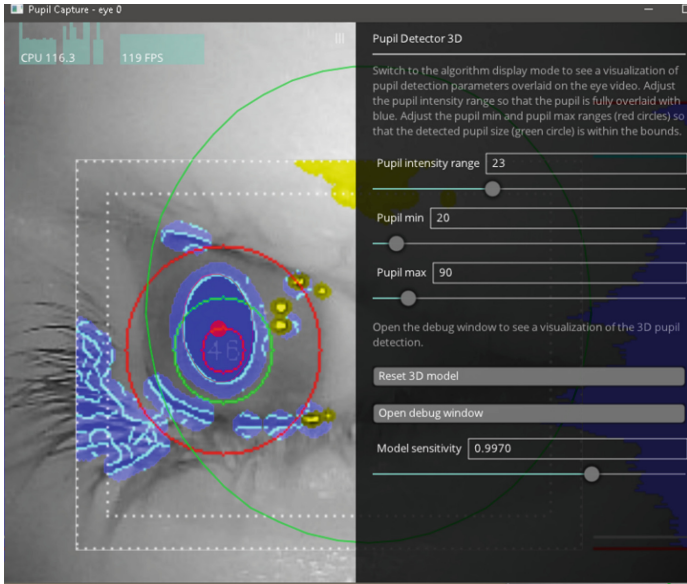 Pupil Capture - eye 0
CPU 116.3
119 FPS
Pupil Detector 3D
Switch to the algorithm display mode to see a visualization of
pupil detection parameters overlaid on the eye video. Adjust
the pupil intensity range so that the pupil is fully overlaid with
blue. Adjust the pupil min and pupil max ranges (red circles) so
that the detected pupil size (green circle) is within the bounds.
Pupil intensity range 23
Pupil min 20
Pupil max 90
46
Open the debug window to see a visualization of the 3D pupil
detection.
Reset 3D model
Open debug window
Model sensitivity 0.9970